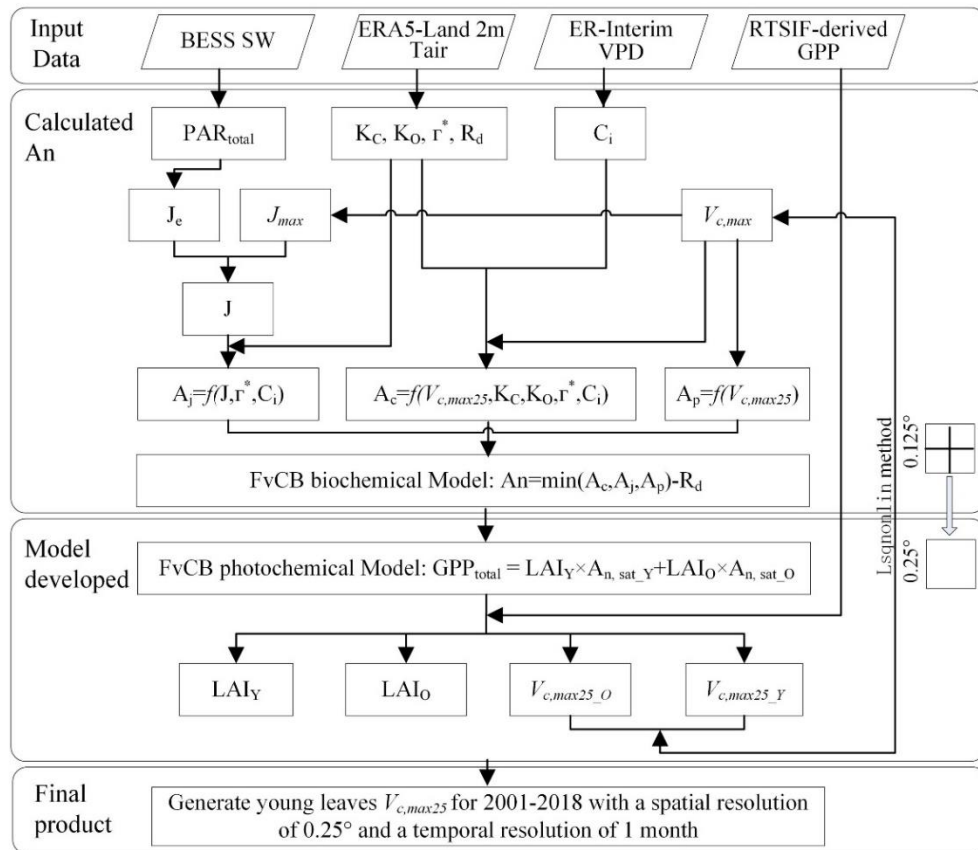 Input
Data
BESS SW
ERA5-Land 2m
Tair
ER-Interim
VPD
RTSIF-derived
GPP
Calculated
An
PARtotal
KC, KO, Γ*, Rd
Ci
Je
Jmax
Vc,max
J
Aj=f(J,Γ*,Ci)
Ac=f(Vc,max25,KC,KO,Γ*,Ci)
Ap=f(Vc,max25)
FvCB biochemical Model: An=min(Ac,Aj,Ap)-Rd
Lsqnonlin method
0.125°
0.25°
Model
developed
FvCB photochemical Model: GPPtotal = LAIY×An, sat_Y+LAIO×An, sat_O
LAIY
LAIO
Vc,max25_O
Vc,max25_Y
Final
product
Generate young leaves Vc,max25 for 2001-2018 with a spatial resolution
of 0.25° and a temporal resolution of 1 month